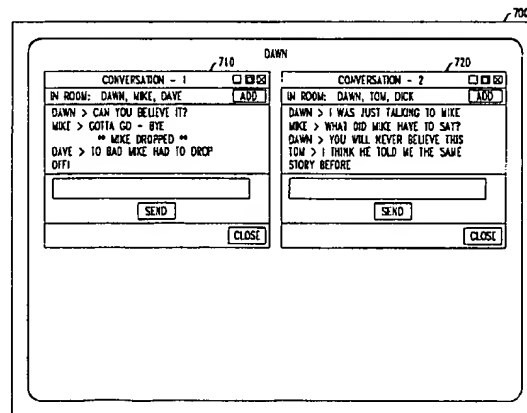 700
DAWN
710
CONVERSATION - 1
IN ROOM: DAWN, MIKE, DAVE ADD
DAWN > CAN YOU BELIEVE IT?
MIKE > GOTTA GO - BYE
** MIKE DROPPED **
DAVE > TO BAD MIKE HAD TO DROP
OFF!
SEND
CLOSE
720
CONVERSATION - 2
IN ROOM: DAWN, TOM, DICK ADD
DAWN > I WAS JUST TALKING TO MIKE
MIKE > WHAT DID MIKE HAVE TO SAT?
DAWN > YOU WILL NEVER BELIEVE THIS
TOM > I THINK HE TOLD ME THE SAME
STORY BEFORE
SEND
CLOSE